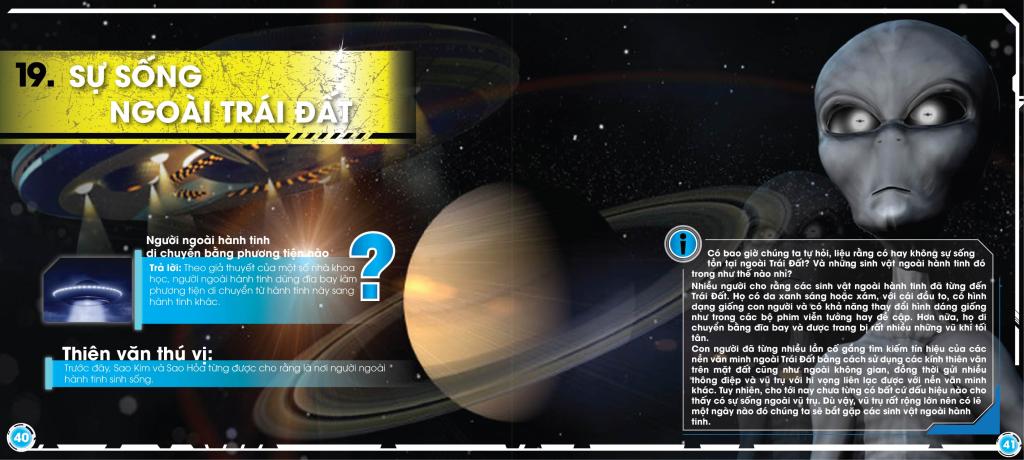 19. SỰ SỐNG
NGOÀI TRÁI ĐẤT
Người ngoài hành tinh
di chuyển bằng phương tiện nào
?
Trả lời: Theo giả thuyết của một số nhà khoa
học, người ngoài hành tinh dùng đĩa bay làm
phương tiện di chuyển từ hành tinh này sang
hành tinh khác.
Thiên văn thú vị:
Trước đây, Sao Kim và Sao Hỏa từng được cho rằng là nơi người ngoài
hành tinh sinh sống.
40
i
Có bao giờ chúng ta tự hỏi, liệu rằng có hay không sự sống
tồn tại ngoài Trái Đất? Và những sinh vật ngoài hành tinh đó
trong như thế nào nhỉ?
Nhiều người cho rằng các sinh vật ngoài hành tinh đã từng đến
Trái Đất. Họ có da xanh sáng hoặc xám, với cái đầu to, có hình
dạng giống con người và có khả năng thay đổi hình dáng giống
như trong các bộ phim viễn tưởng hay đề cập. Hơn nữa, họ di
chuyển bằng đĩa bay và được trang bị rất nhiều những vũ khí tối
tân.
Con người đã từng nhiều lần cố gắng tìm kiếm tín hiệu của các
nền văn minh ngoài Trái Đất bằng cách sử dụng các kính thiên văn
trên mặt đất cũng như ngoài không gian, đồng thời gửi nhiều
thông điệp và vũ trụ với hi vọng liên lạc được với nền văn minh
khác. Tuy nhiên, cho tới nay chưa từng có bất cứ dấu hiệu nào cho
thấy có sự sống ngoài vũ trụ. Dù vậy, vũ trụ rất rộng lớn nên có lẽ
một ngày nào đó chúng ta sẽ bắt gặp các sinh vật ngoài hành
tinh.
41